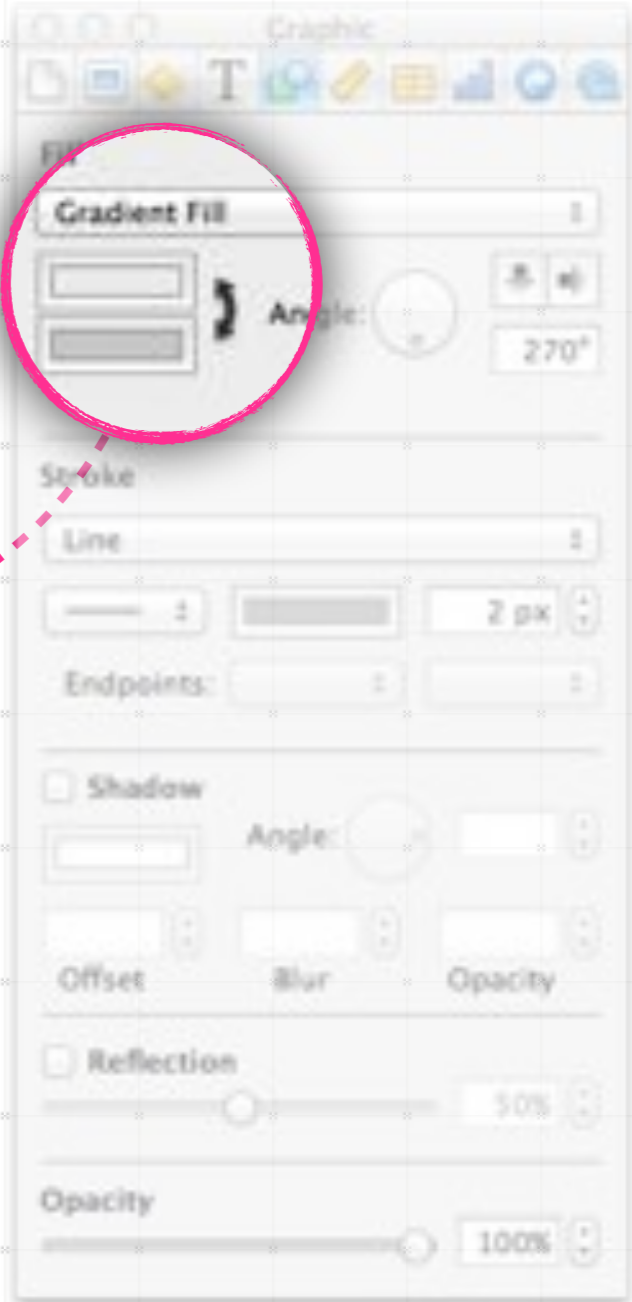 Graphic
T
Fill
Gradient Fill
Angle:
270°
Stroke
Line
2 px
Endpoints:
Shadow
Angle:
Offset Blur Opacity
Reflection
50%
Opacity
100%